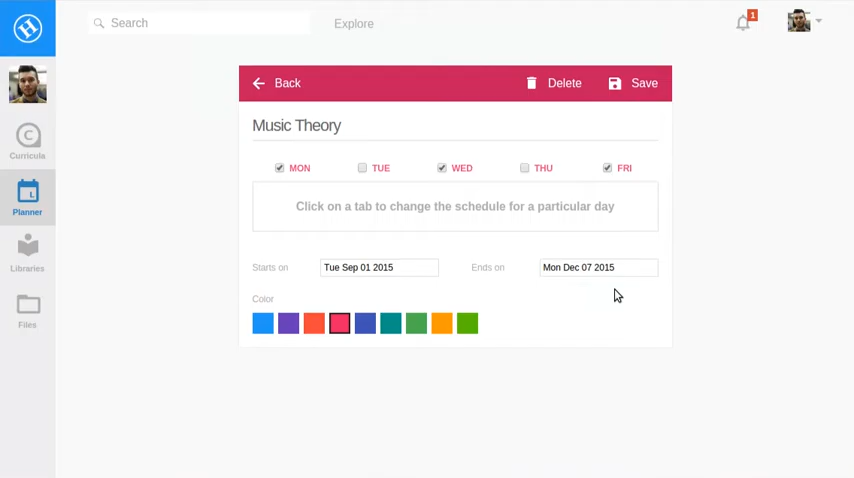 Search
Explore
1
Back
Delete
Save
Music Theory
MON
TUE
WED
THU
FRI
Click on a tab to change the schedule for a particular day
Starts on
Tue Sep 01 2015
Ends on
Mon Dec 07 2015
Color
H
C
Curricula
L
Planner
Libraries
Files